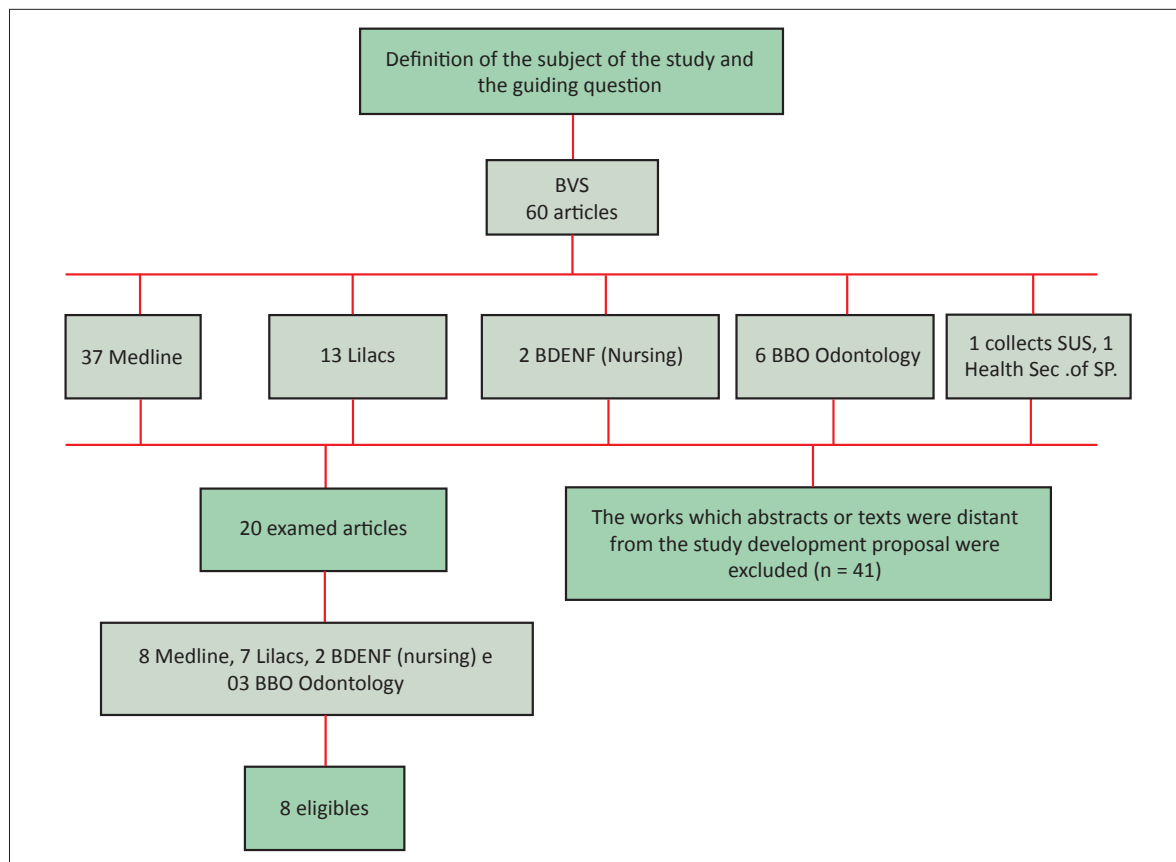 Definition of the subject of the study and
the guiding question
BVS
60 articles
37 Medline
13 Lilacs
2 BDENF (Nursing)
6 BBO Odontology
1 collects SUS, 1
Health Sec .of SP.
20 examed articles
The works which abstracts or texts were distant
from the study development proposal were
excluded (n = 41)
8 Medline, 7 Lilacs, 2 BDENF (nursing) e
03 BBO Odontology
8 eligibles